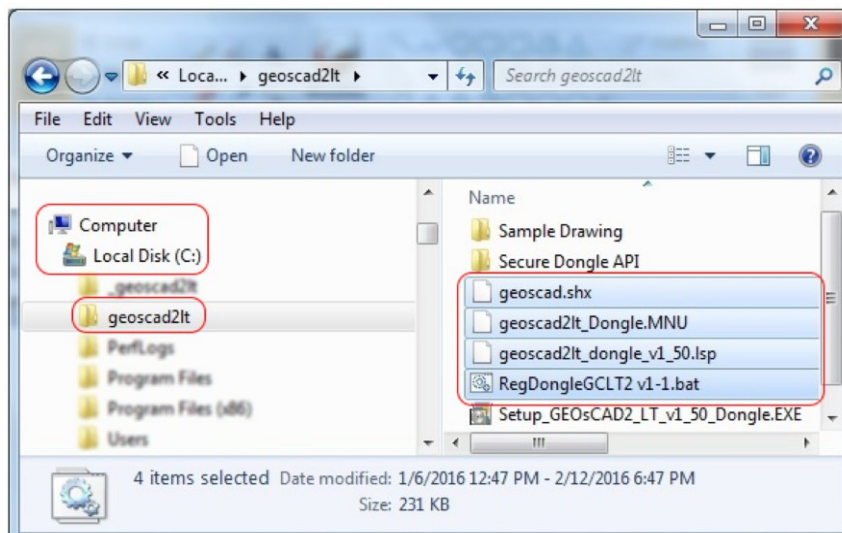 « Loca... ▸ geoscad2lt ▸
Search geoscad2lt
File Edit View Tools Help
Organize Open New folder
Name
Computer
Local Disk (C:)
_geoscad2lt
geoscad2lt
PerfLogs
Program Files
Program Files (x86)
Users
Sample Drawing
Secure Dongle API
geoscad.shx
geoscad2lt_Dongle.MNU
geoscad2lt_dongle_v1_50.lsp
RegDongleGCLT2 v1-1.bat
Setup_GEOsCAD2_LT_v1_50_Dongle.EXE
4 items selected Date modified: 1/6/2016 12:47 PM - 2/12/2016 6:47 PM
Size: 231 KB